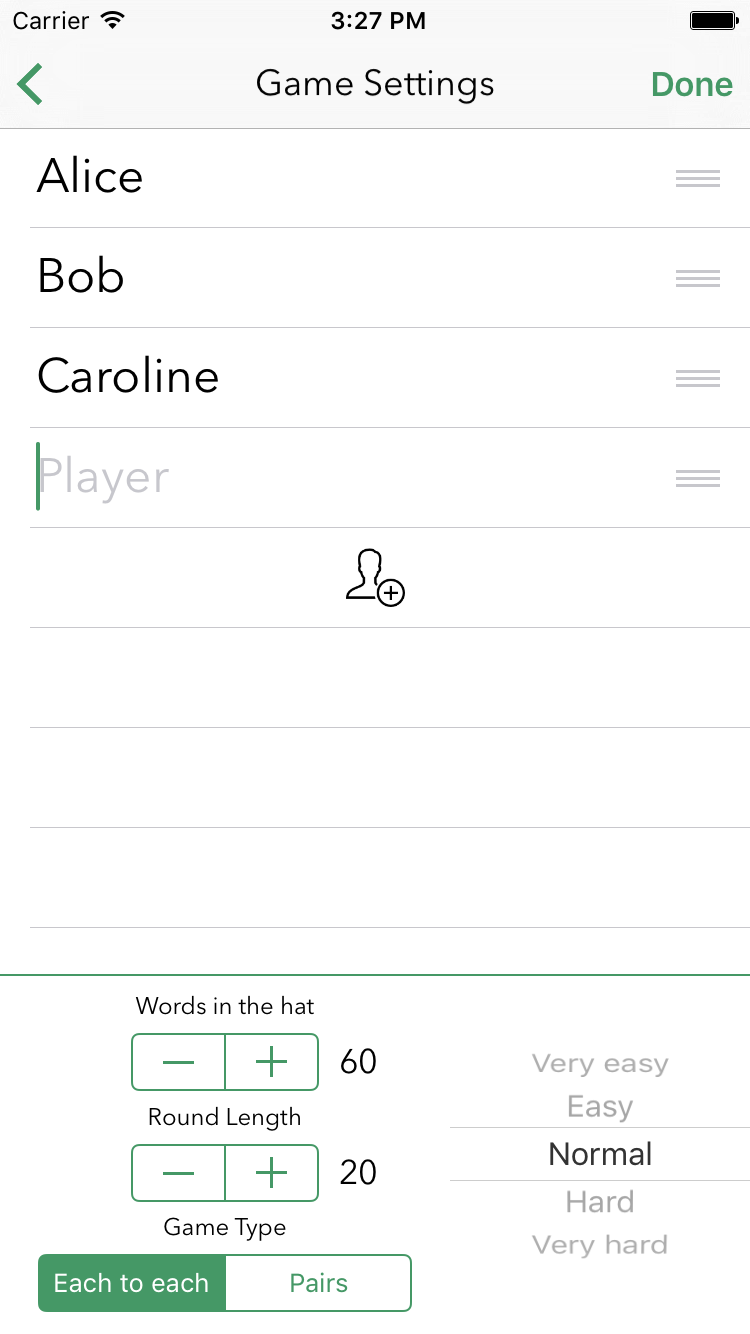 Carrier 3:27 PM
Game Settings Done
Alice
Bob
Caroline
Player
Words in the hat
60
Round Length
20
Game Type
Each to each Pairs
Very easy
Easy
Normal
Hard
Very hard